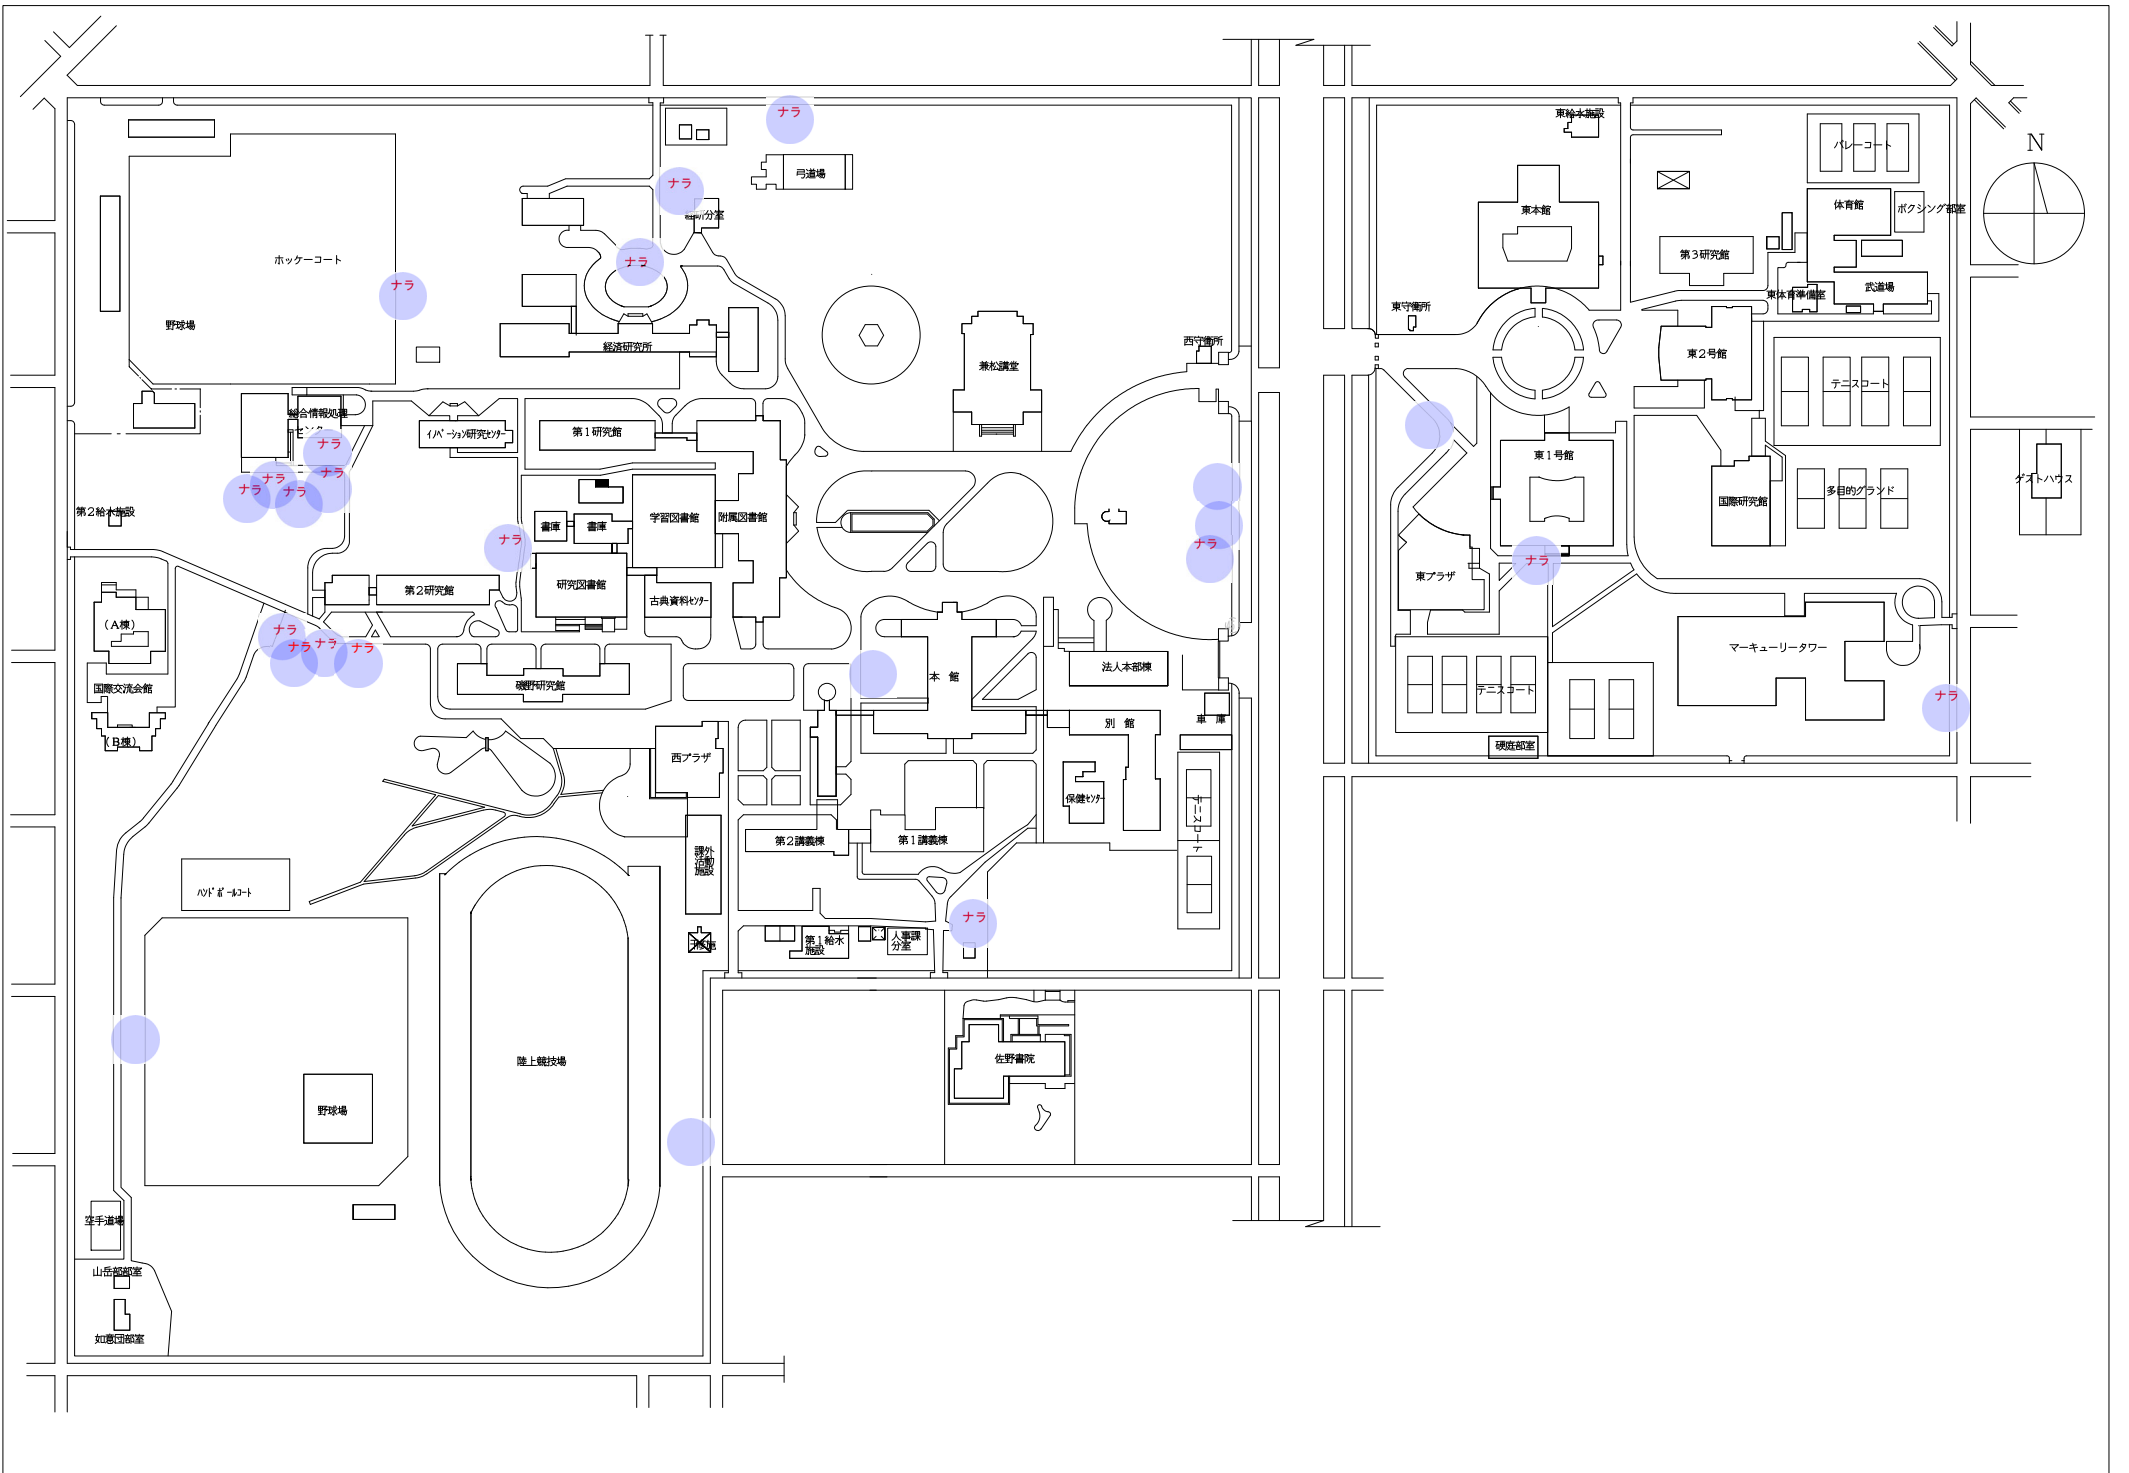 ナラ
東給水施設
N
バレーコート
弓道場
ナラ
体育館
ボクシング部室
東本館
分室
第３研究館
ホッケーコート
ナラ
ナラ
武道場
東体育準備室
東守衛所
野球場
経済研究所
西守衛所
兼松講堂
東２号館
テニスコート
総合情報処理
センター
ナラ
イノベーション研究センター
第１研究館
東１号館
ナラ
ナラ
ナラ
ナラ
ゲストハウス
国際研究館
多目的グランド
第２給水施設
書庫
書庫
学習図書館
附属図書館
ナラ
ナラ
ナラ
東プラザ
第２研究館
研究図書館
古典資料センター
（Ａ棟）
ナラ
ナラ
ナラ
ナラ
マーキューリータワー
法人本部棟
本　館
国際交流会館
磯野研究館
テニスコート
ナラ
車　庫
別　館
（Ｂ棟）
硬庭部室
西プラザ
保健センター
テニスコート
第２講義棟
第１講義棟
課外
活動
施設
ハンドボールコート
ナラ
第１給水
施設
人事課
分室
佐野書院
陸上競技場
野球場
空手道場
山岳部部室
如意団部室